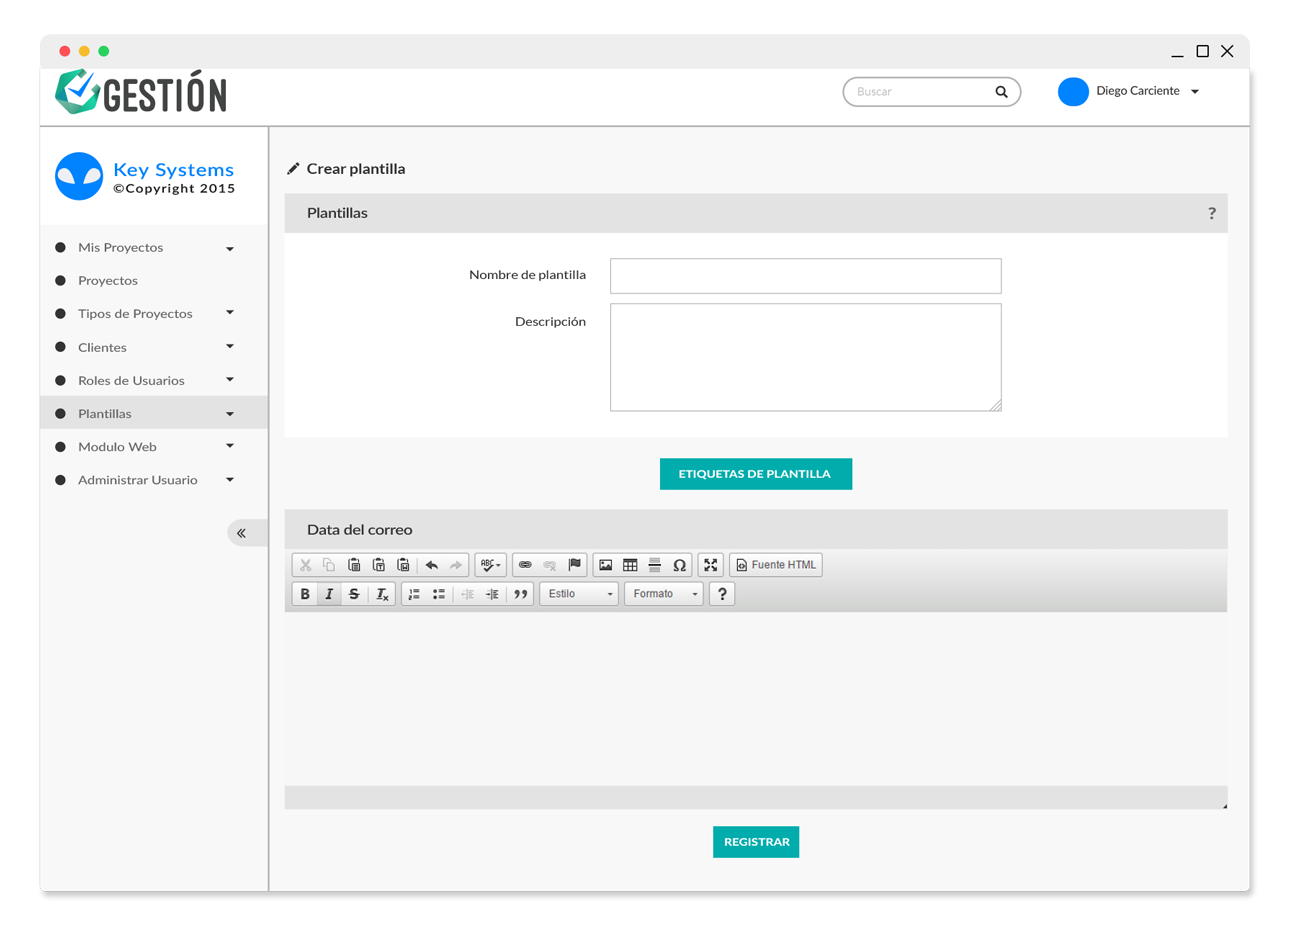 GESTIÓN
Buscar
Diego Carciente
Key Systems
©Copyright 2015
Mis Proyectos
Proyectos
Tipos de Proyectos
Clientes
Roles de Usuarios
Plantillas
Modulo Web
Administrar Usuario
«
Crear plantilla
Plantillas ?
Nombre de plantilla
Descripción
ETIQUETAS DE PLANTILLA
Data del correo
ABC Ω Fuente HTML
B I S Ix Estilo Formato ?
REGISTRAR